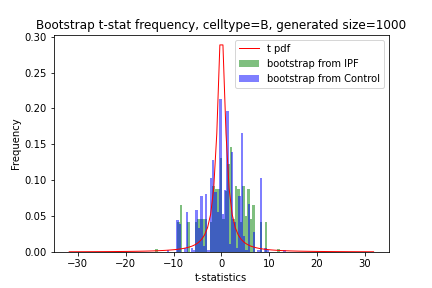 Bootstrap t-stat frequency, celltype=B, generated size=1000
0.30
0.25
0.20
0.15
0.10
0.05
0.00
Frequency
t pdf
bootstrap from IPF
bootstrap from Control
−30 −20 −10 0 10 20 30
t-statistics